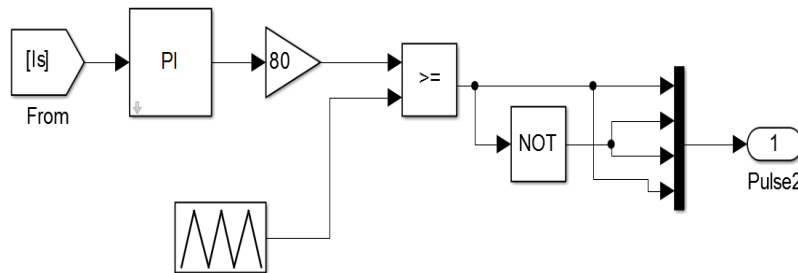 [Is]
From
PI
80
>=
NOT
1
Pulse2